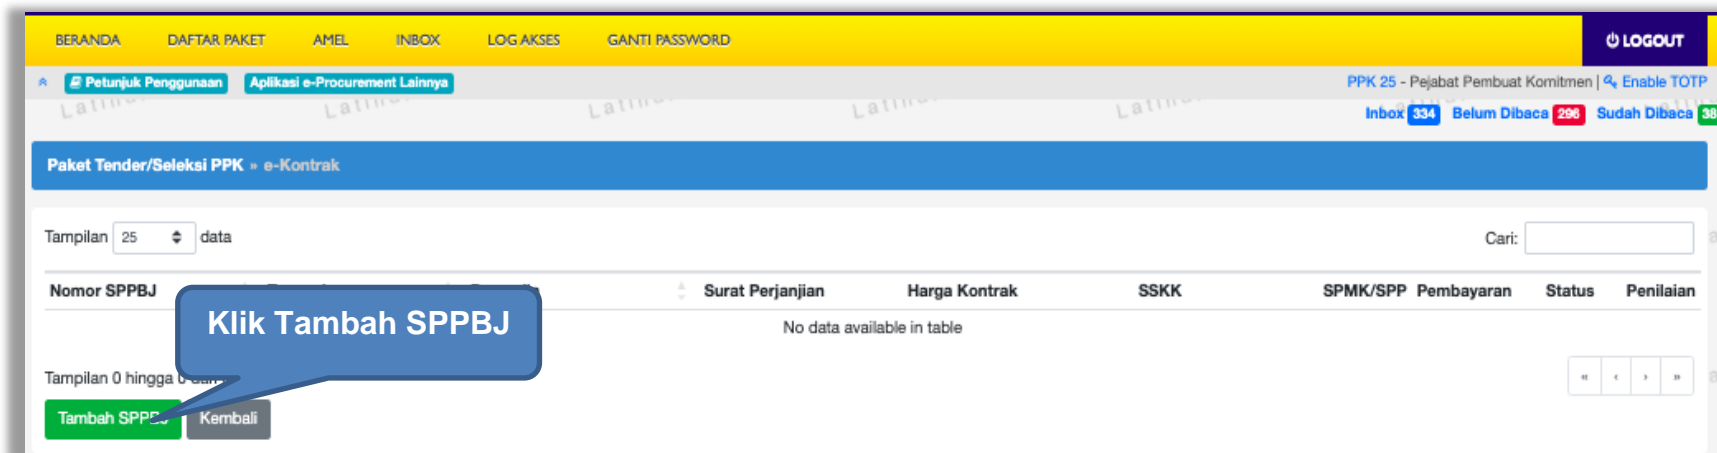 BERANDA DAFTAR PAKET AMEL INBOX LOG AKSES GANTI PASSWORD LOGOUT
Petunjuk Penggunaan Aplikasi e-Procurement Lainnya PPK 25 - Pejabat Pembuat Komitmen | Enable TOTP
Inbox 334 Belum Dibaca 296 Sudah Dibaca 38
Paket Tender/Seleksi PPK » e-Kontrak
Tampilan 25 data Cari:
Nomor SPPBJ Surat Perjanjian Harga Kontrak SSKK SPMK/SPP Pembayaran Status Penilaian
Klik Tambah SPPBJ
No data available in table
Tampilan 0 hingga
« ‹ › »
Tambah SPPBJ Kembali